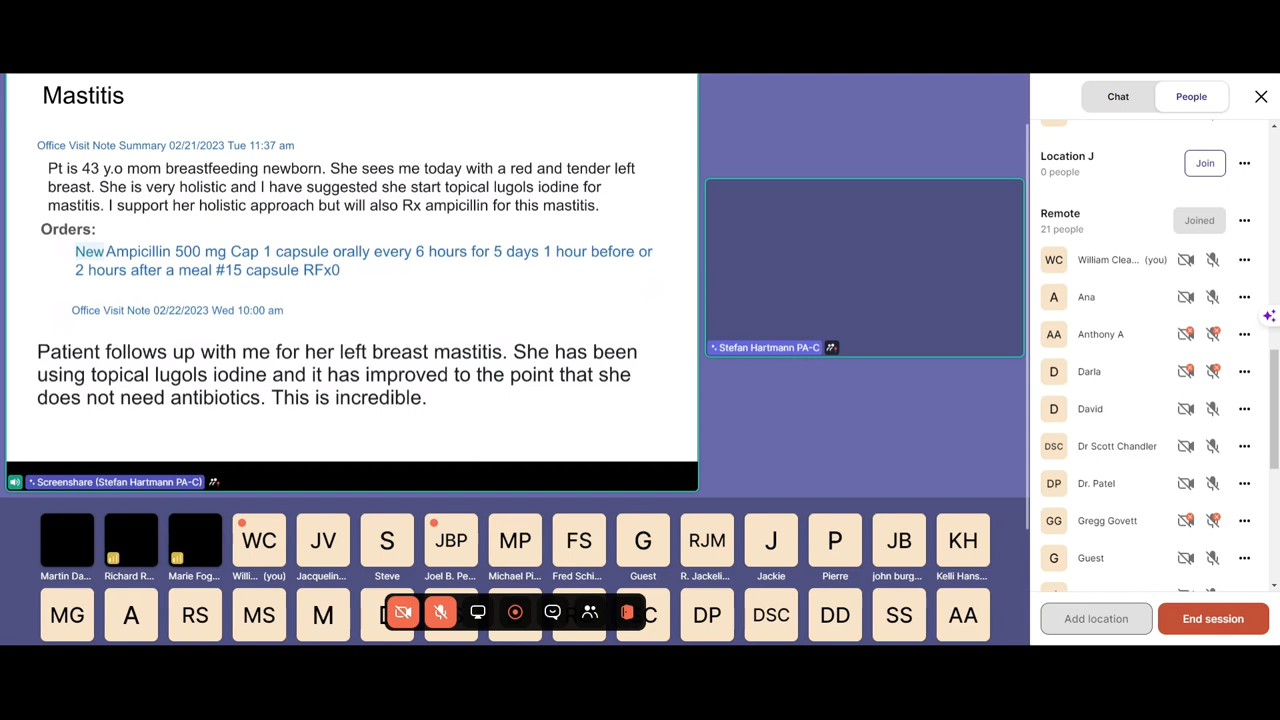 Mastitis
Office Visit Note Summary 02/21/2023 Tue 11:37 am
Pt is 43 y.o mom breastfeeding newborn. She sees me today with a red and tender left
breast. She is very holistic and I have suggested she start topical lugols iodine for
mastitis. I support her holistic approach but will also Rx ampicillin for this mastitis.
Orders:
New Ampicillin 500 mg Cap 1 capsule orally every 6 hours for 5 days 1 hour before or
2 hours after a meal #15 capsule RFx0
Office Visit Note 02/22/2023 Wed 10:00 am
Patient follows up with me for her left breast mastitis. She has been
using topical lugols iodine and it has improved to the point that she
does not need antibiotics. This is incredible.
Screenshare (Stefan Hartmann PA-C)
Stefan Hartmann PA-C
WC JV S JBP MP FS G RJM J P JB KH
Martin Da... Richard R... Marie Fog... Willi... (you) Jacquelin... Steve Joel B. Pe... Michael Pi... Fred Schi... Guest R. Jackeli... Jackie Pierre john burg... Kelli Hans...
MG A RS MS M DP DSC DD SS AA
Chat People
Location J
0 people
Join
Remote
21 people
Joined
WC William Clea... (you)
A Ana
AA Anthony A
D Darla
D David
DSC Dr Scott Chandler
DP Dr. Patel
GG Gregg Govett
G Guest
Add location End session